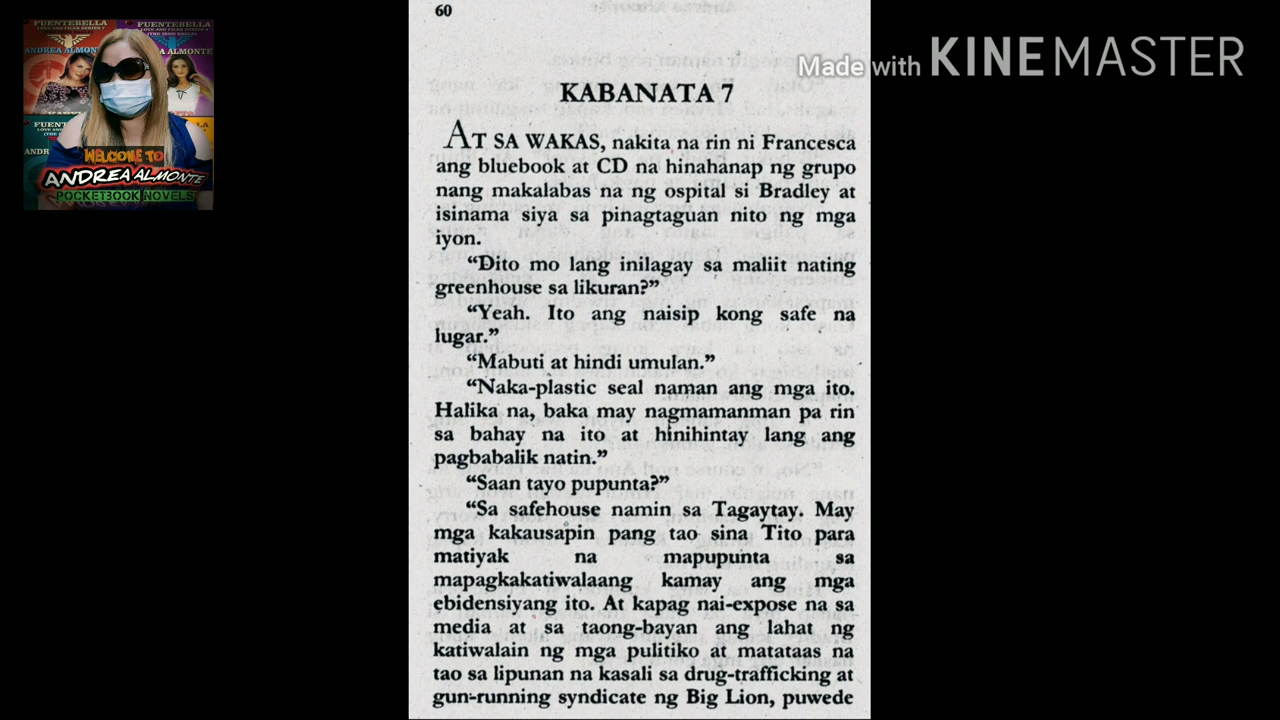 60
Made with KINEMASTER
FUENTEBELLA
FUENTEBELLA
ANDREA ALMONTE
ALMONTE
FUENTEBE
ANDR
WELCOME TO
ANDREA ALMONTE
POCKETBOOK NOVELS
KABANATA 7
AT SA WAKAS, nakita na rin ni Francesca
ang bluebook at CD na hinahanap ng grupo
nang makalabas na ng ospital si Bradley at
isinama siya sa pinagtaguan nito ng mga
iyon.
“Dito mo lang inilagay sa maliit nating
greenhouse sa likuran?”
“Yeah. Ito ang naisip kong safe na
lugar.”
“Mabuti at hindi umulan.”
“Naka-plastic seal naman ang mga ito.
Halika na, baka may nagmamanman pa rin
sa bahay na ito at hinihintay lang ang
pagbabalik natin.”
“Saan tayo pupunta?”
“Sa safehouse namin sa Tagaytay. May
mga kakausapin pang tao sina Tito para
matiyak na mapupunta sa
mapagkakatiwalaang kamay ang mga
ebidensiyang ito. At kapag nai-expose na sa
media at sa taong-bayan ang lahat ng
katiwalain ng mga pulitiko at matataas na
tao sa lipunan na kasali sa drug-trafficking at
gun-running syndicate ng Big Lion, puwede